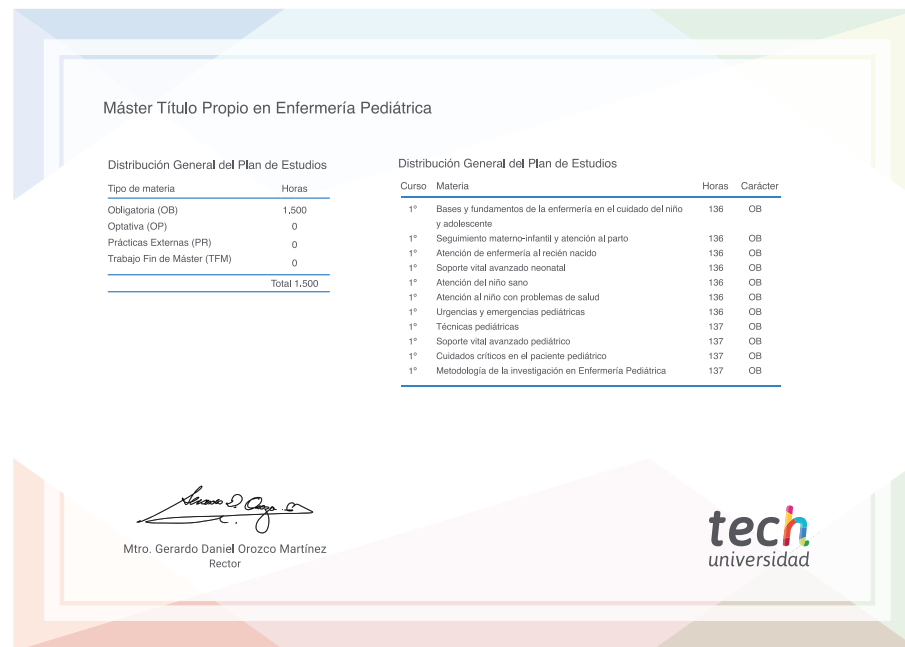 Máster Título Propio en Enfermería Pediátrica
Distribución General del Plan de Estudios
Tipo de materia Horas
Obligatoria (OB) 1.500
Optativa (OP) 0
Prácticas Externas (PR) 0
Trabajo Fin de Máster (TFM) 0
Total 1.500
Distribución General del Plan de Estudios
Curso Materia Horas Carácter
1º Bases y fundamentos de la enfermería en el cuidado del niño 136 OB
y adolescente
1º Seguimiento materno-infantil y atención al parto 136 OB
1º Atención de enfermería al recién nacido 136 OB
1º Soporte vital avanzado neonatal 136 OB
1º Atención del niño sano 136 OB
1º Atención al niño con problemas de salud 136 OB
1º Urgencias y emergencias pediátricas 136 OB
1º Técnicas pediátricas 137 OB
1º Soporte vital avanzado pediátrico 137 OB
1º Cuidados críticos en el paciente pediátrico 137 OB
1º Metodología de la investigación en Enfermería Pediátrica 137 OB
Mtro. Gerardo Daniel Orozco Martínez
Rector
tech
universidad